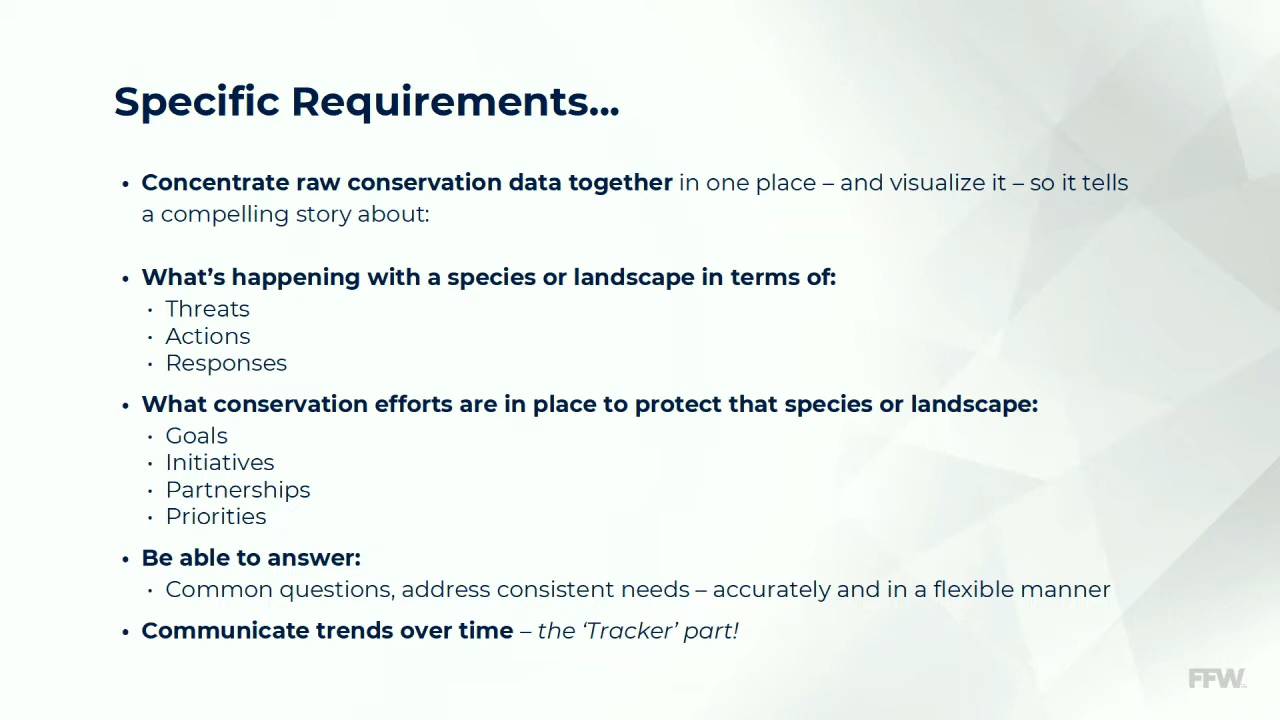 Specific Requirements...
• Concentrate raw conservation data together in one place – and visualize it – so it tells
a compelling story about:
• What's happening with a species or landscape in terms of:
• Threats
• Actions
• Responses
• What conservation efforts are in place to protect that species or landscape:
• Goals
• Initiatives
• Partnerships
• Priorities
• Be able to answer:
• Common questions, address consistent needs – accurately and in a flexible manner
• Communicate trends over time – the ‘Tracker’ part!
FFW